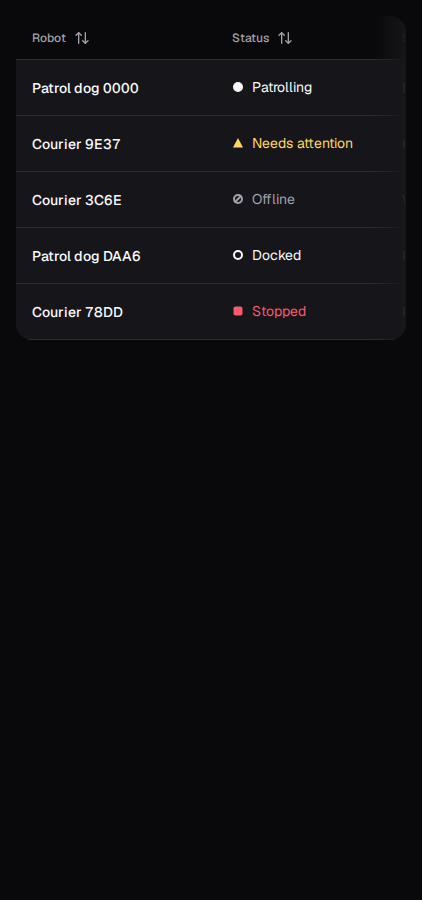 Robot Status
Patrol dog 0000 Patrolling
Courier 9E37 Needs attention
Courier 3C6E Offline
Patrol dog DAA6 Docked
Courier 78DD Stopped